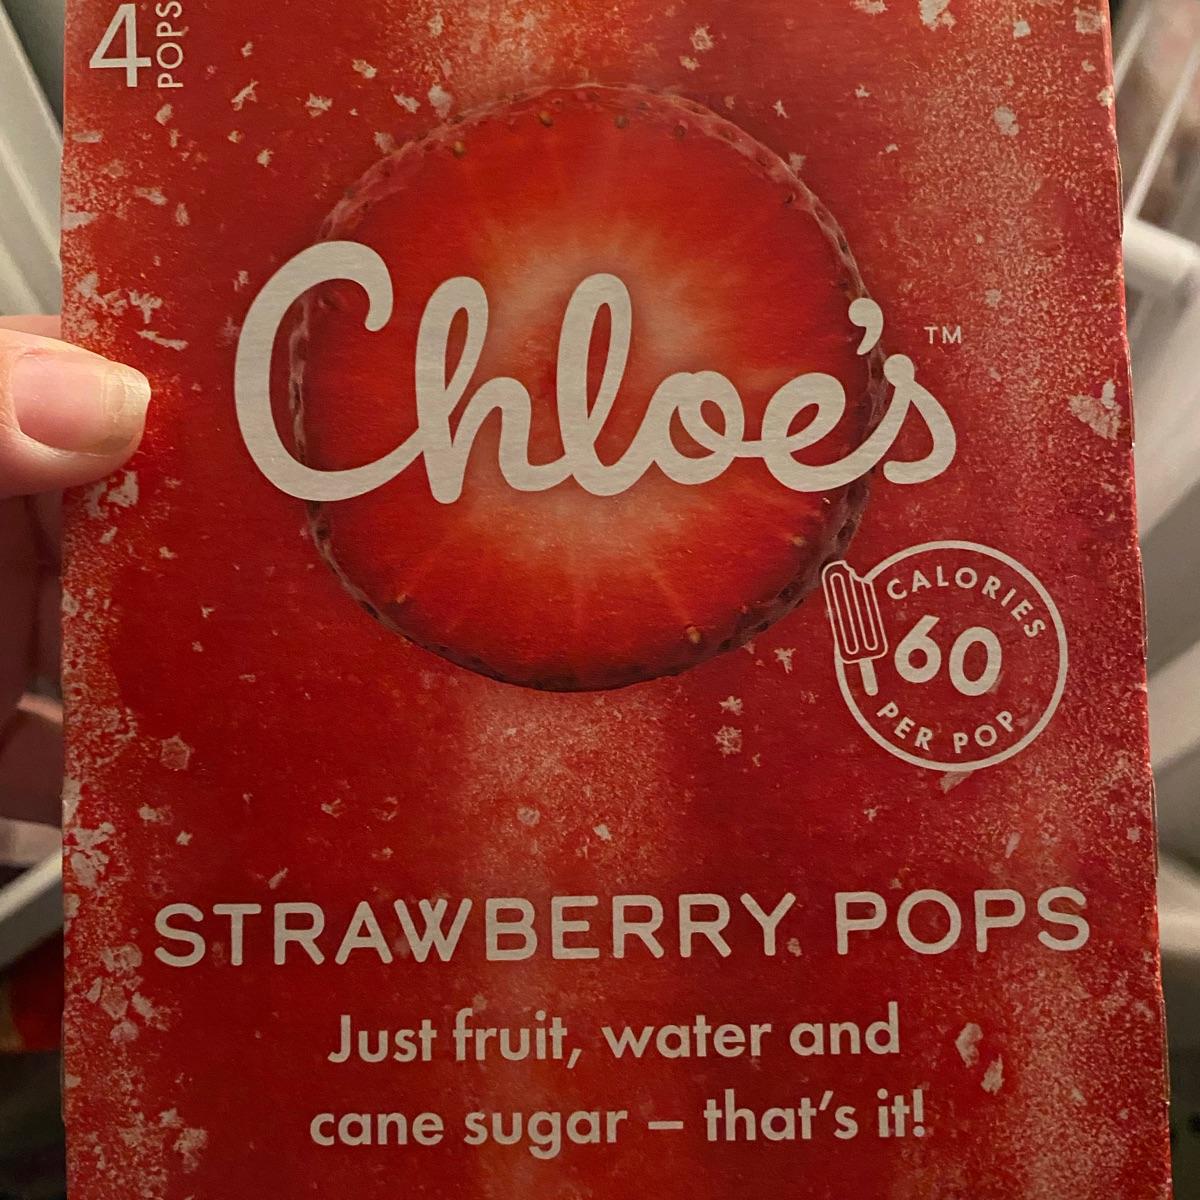 4 POPS
Chloe's™
CALORIES
60
PER POP
STRAWBERRY POPS
Just fruit, water and
cane sugar – that's it!